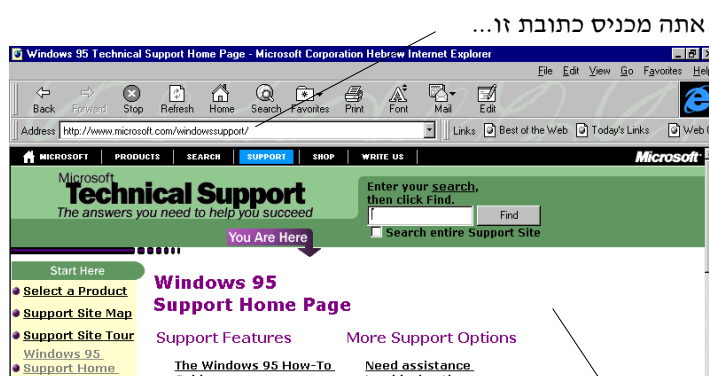 אתה מכניס כתובת זו...
Windows 95 Technical Support Home Page - Microsoft Corporation Hebrew Internet Explorer
File Edit View Go Favorites Help
Back Forward Stop Refresh Home Search Favorites Print Font Mail Edit
Address http://www.microsoft.com/windowssupport/ Links Best of the Web Today's Links Web
MICROSOFT PRODUCTS SEARCH SUPPORT SHOP WRITE US Microsoft
Microsoft
Technical Support
The answers you need to help you succeed
Enter your search,
then click Find.
Find
Search entire Support Site
You Are Here
Start Here
Select a Product
Support Site Map
Support Site Tour
Windows 95
Support Home
Windows 95
Support Home Page
Support Features
The Windows 95 How-To
More Support Options
Need assistance